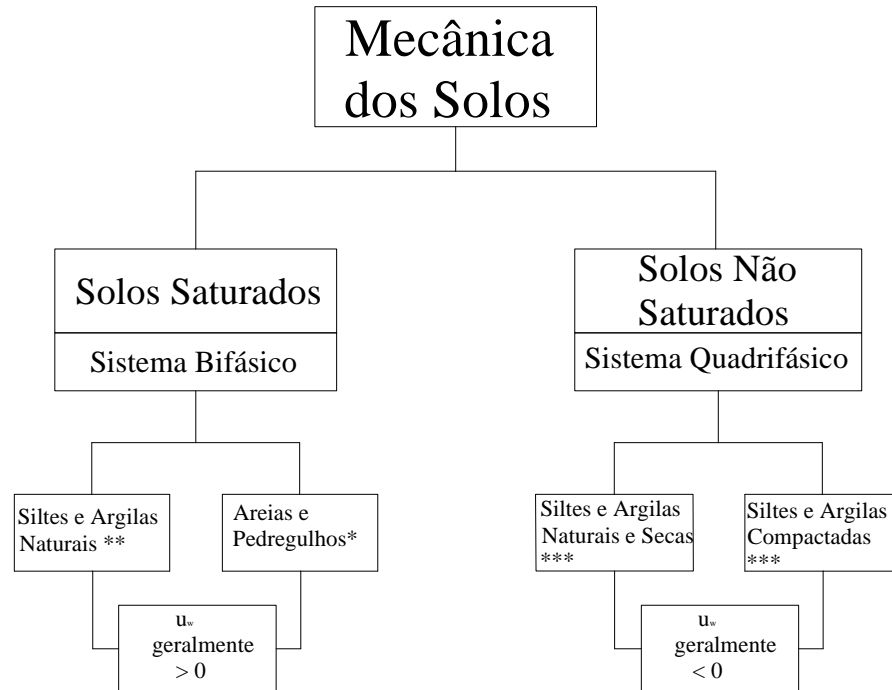 Mecânica
dos Solos
Solos Saturados
Sistema Bifásico
Solos Não
Saturados
Sistema Quadrifásico
Siltes e Argilas
Naturais **
Areias e
Pedregulhos*
Siltes e Argilas
Naturais e Secas
***
Siltes e Argilas
Compactadas
***
uw
geralmente
> 0
uw
geralmente
< 0